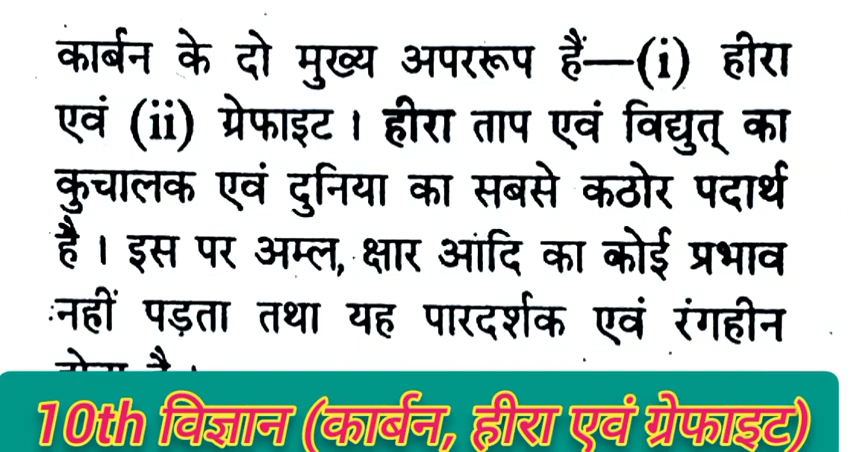 कार्बन के दो मुख्य अपररूप हैं—(i) हीरा
एवं (ii) ग्रेफाइट । हीरा ताप एवं विद्युत् का
कुचालक एवं दुनिया का सबसे कठोर पदार्थ
है । इस पर अम्ल, क्षार आदि का कोई प्रभाव
नहीं पड़ता तथा यह पारदर्शक एवं रंगहीन
10th विज्ञान (कार्बन, हीरा एवं ग्रेफाइट)